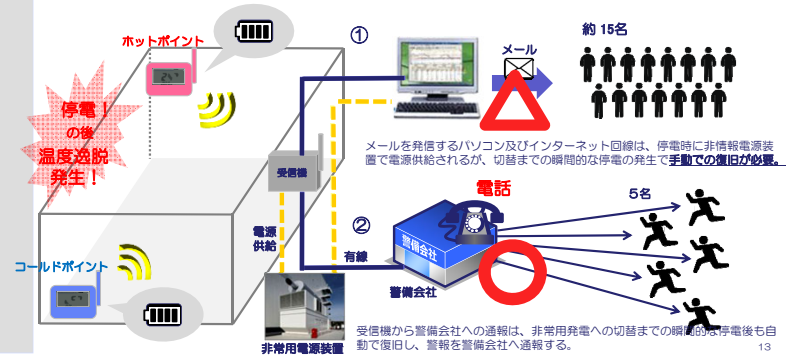 ホットポイント
①
メール
約 15名
停電！
の後
温度逸脱
発生！
メールを発信するパソコン及びインターネット回線は、停電時に非情報電源装
置で電源供給されるが、切替までの瞬間的な停電の発生で手動での復旧が必要。
受信機
電話
5名
②
電源
供給
有線
警備会社
コールドポイント
警備会社
非常用電源装置
受信機から警備会社への通報は、非常用発電への切替までの瞬間的な停電後も自
動で復旧し、警報を警備会社へ通報する。
13